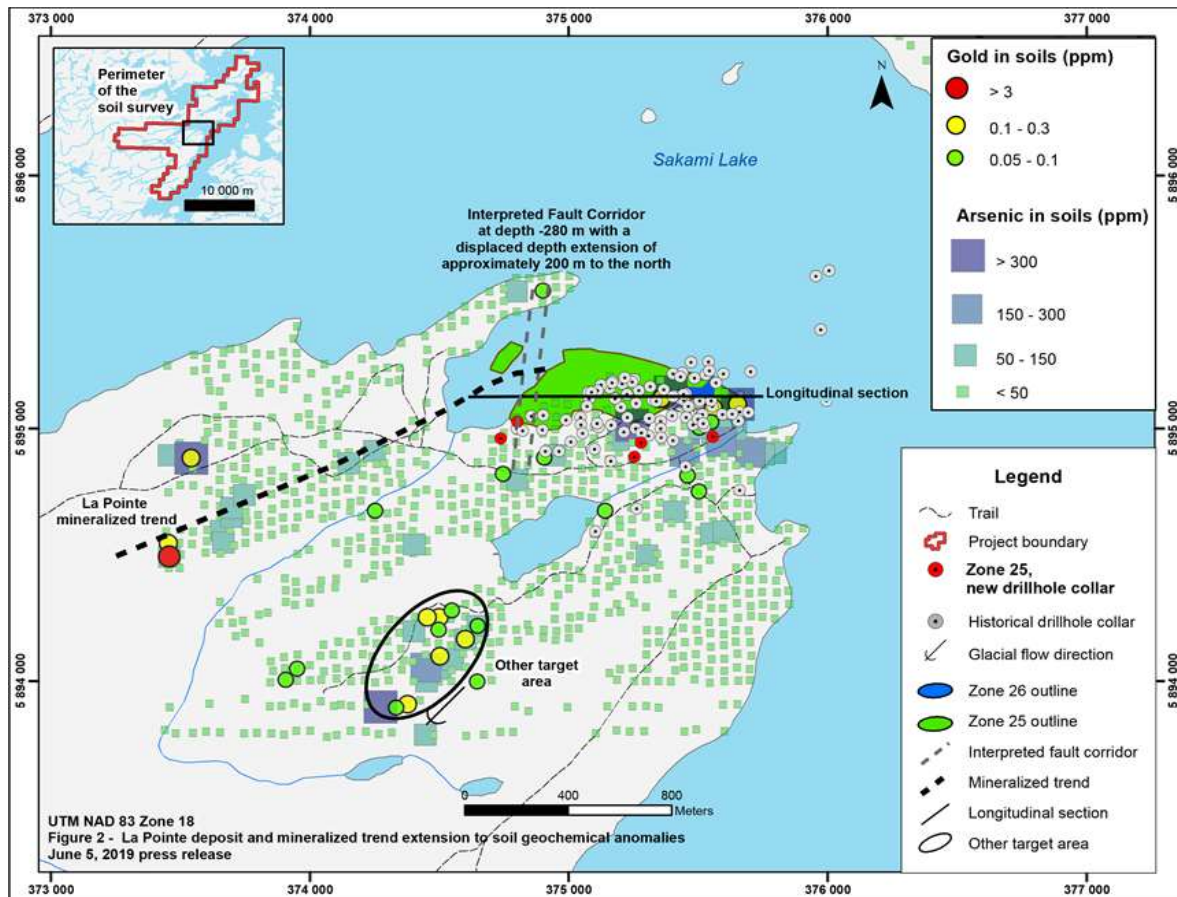 373 000
374 000
375 000
376 000
377 000
Perimeter
of the
soil survey
10 000 m
N
Sakami Lake
5 896 000
5 896 000
Interpreted Fault Corridor
at depth -280 m with a
displaced depth extension of
approximately 200 m to the north
Longitudinal section
5 895 000
5 895 000
La Pointe
mineralized trend
Other target
area
5 894 000
5 894 000
0
400
800
Meters
UTM NAD 83 Zone 18
Figure 2 - La Pointe deposit and mineralized trend extension to soil geochemical anomalies
June 5, 2019 press release
Gold in soils (ppm)
> 3
0.1 - 0.3
0.05 - 0.1
Arsenic in soils (ppm)
> 300
150 - 300
50 - 150
< 50
Legend
Trail
Project boundary
Zone 25,
new drillhole collar
Historical drillhole collar
Glacial flow direction
Zone 26 outline
Zone 25 outline
Interpreted fault corridor
Mineralized trend
Longitudinal section
Other target area
373 000
374 000
375 000
376 000
377 000